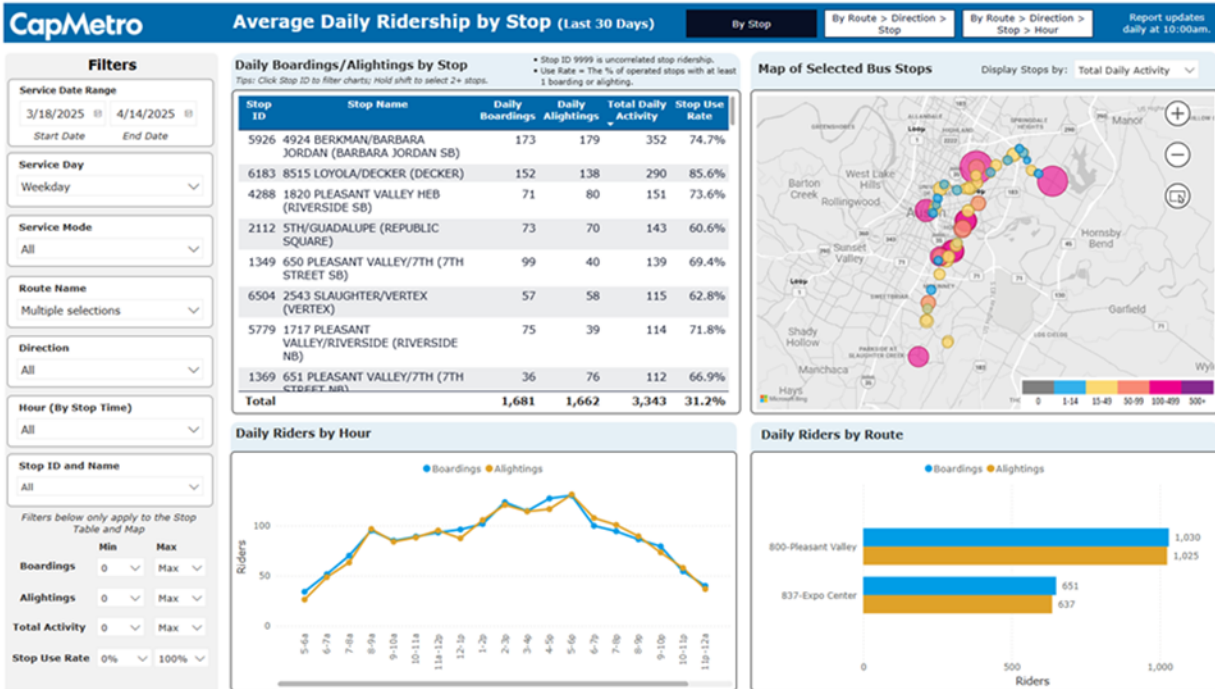 CapMetro
Average Daily Ridership by Stop (Last 30 Days)
By Stop
By Route > Direction >
Stop
By Route > Direction >
Stop > Hour
Report updates
daily at 10:00am.
Filters
Service Date Range
3/18/2025
4/14/2025
Start Date
End Date
Service Day
Weekday
Service Mode
All
Route Name
Multiple selections
Direction
All
Hour (By Stop Time)
All
Stop ID and Name
All
Filters below only apply to the Stop
Table and Map
Min Max
Boardings 0 Max
Alightings 0 Max
Total Activity 0 Max
Stop Use Rate 0% 100%
Daily Boardings/Alightings by Stop
Tips: Click Stop ID to filter charts; Hold shift to select 2+ stops.
• Stop ID 9999 is uncorrelated stop ridership.
• Use Rate = The % of operated stops with at least
1 boarding or alighting.
Stop ID Stop Name Daily Boardings Daily Alightings Total Daily Activity Stop Use Rate
5926 4924 BERKMAN/BARBARA 173 179 352 74.7%
JORDAN (BARBARA JORDAN SB)
6183 8515 LOYOLA/DECKER (DECKER) 152 138 290 85.6%
4288 1820 PLEASANT VALLEY HEB 71 80 151 73.6%
(RIVERSIDE SB)
2112 5TH/GUADALUPE (REPUBLIC 73 70 143 60.6%
SQUARE)
1349 650 PLEASANT VALLEY/7TH (7TH 99 40 139 69.4%
STREET SB)
6504 2543 SLAUGHTER/VERTEX 57 58 115 62.8%
(VERTEX)
5779 1717 PLEASANT 75 39 114 71.8%
VALLEY/RIVERSIDE (RIVERSIDE
NB)
1369 651 PLEASANT VALLEY/7TH (7TH 36 76 112 66.9%
STREET NB)
Total 1,681 1,662 3,343 31.2%
Map of Selected Bus Stops
Display Stops by: Total Daily Activity
Manor
West Lake
Hills
Barton
Creek
Rollingwood
Sunset
Valley
Hornsby
Bend
Garfield
Shady
Hollow
Manchaca
Hays
Loop
Loop
ALLANDALE
HIGHLAND
SPRINGDALE
HEIGHTS
GREENSHORES
PARKSIDE AT
SLAUGHTER CREEK
Microsoft Bing
0 1-14 15-49 50-99 100-499 500+
Daily Riders by Hour
Boardings Alightings
Riders
100
50
0
5-6a 6-7a 7-8a 8-9a 9-10a 10-11a 11a-12p 12-1p 1-2p 2-3p 3-4p 4-5p 5-6p 6-7p 7-8p 8-9p 9-10p 10-11p 11p-12a
Daily Riders by Route
Boardings Alightings
800-Pleasant Valley
1,030
1,025
837-Expo Center
651
637
0 500 1,000
Riders